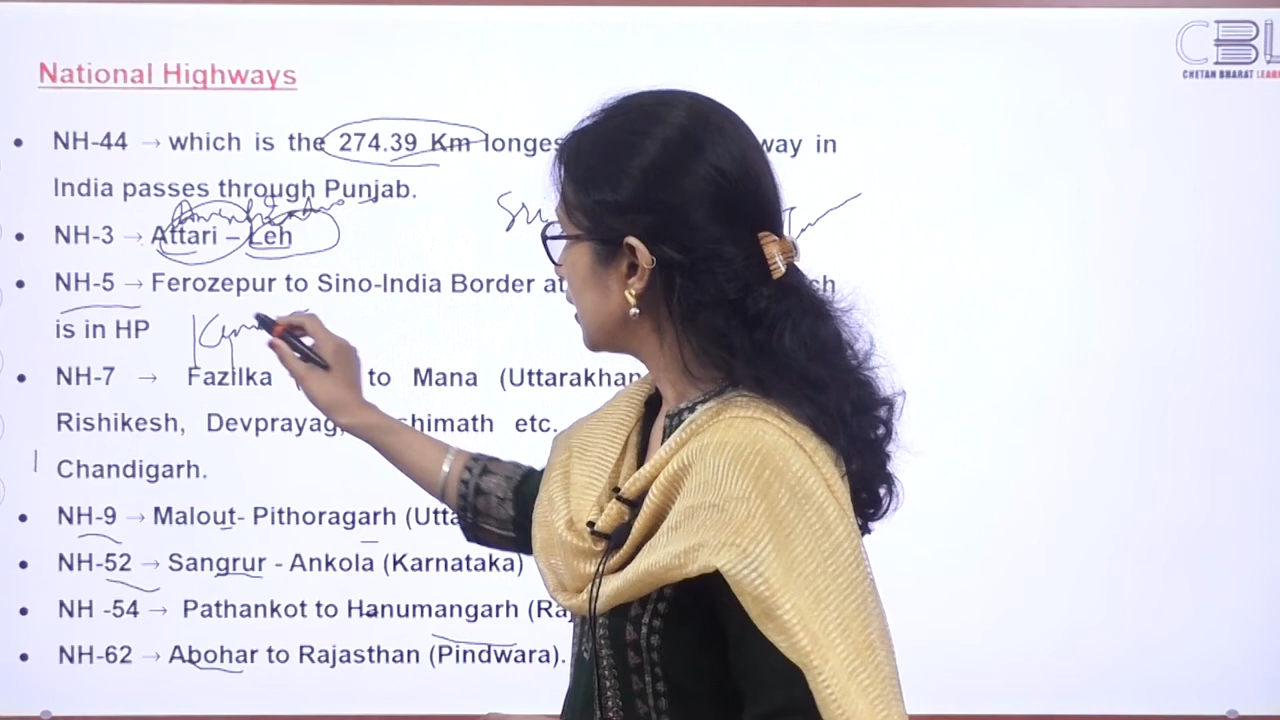 CBL
CHETAN BHARAT LEARN
National Highways
• NH-44 → which is the 274.39 Km longes way in
India passes through Punjab.
• NH-3 → Attari – Leh
• NH-5 → Ferozepur to Sino-India Border at ch
is in HP
• NH-7 → Fazilka to Mana (Uttarakhan
Rishikesh, Devprayag, shimath etc.
Chandigarh.
• NH-9 → Malout- Pithoragarh (Utta
• NH-52 → Sangrur - Ankola (Karnataka)
• NH -54 → Pathankot to Hanumangarh (Raj
• NH-62 → Abohar to Rajasthan (Pindwara).